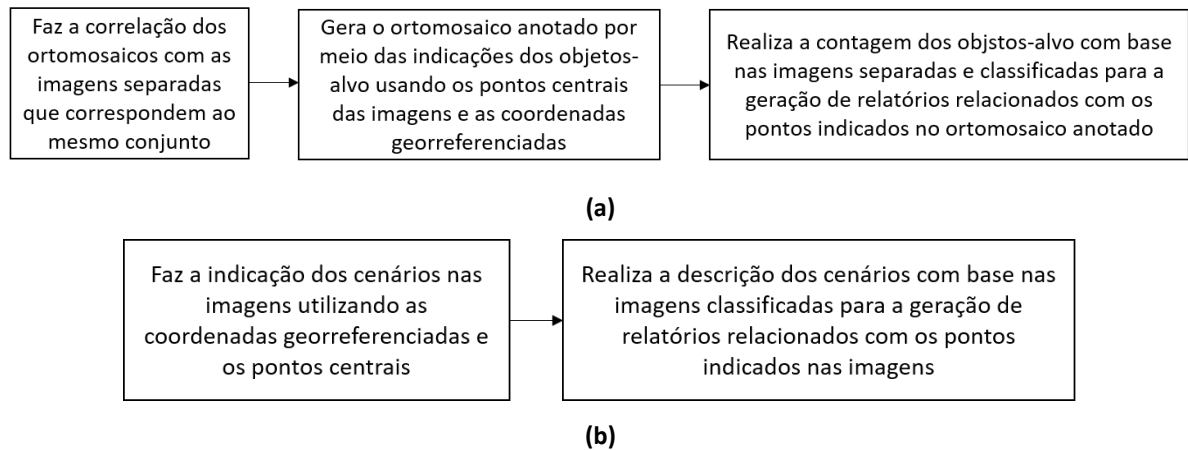 Faz a correlação dos
ortomosaicos com as
imagens separadas
que correspondem ao
mesmo conjunto
Gera o ortomosaico anotado por
meio das indicações dos objetos-
alvo usando os pontos centrais
das imagens e as coordenadas
georreferenciadas
Realiza a contagem dos objstos-alvo com base
nas imagens separadas e classificadas para a
geração de relatórios relacionados com os
pontos indicados no ortomosaico anotado
(a)
Faz a indicação dos cenários nas
imagens utilizando as
coordenadas georreferenciadas e
os pontos centrais
Realiza a descrição dos cenários com base nas
imagens classificadas para a geração de
relatórios relacionados com os pontos
indicados nas imagens
(b)